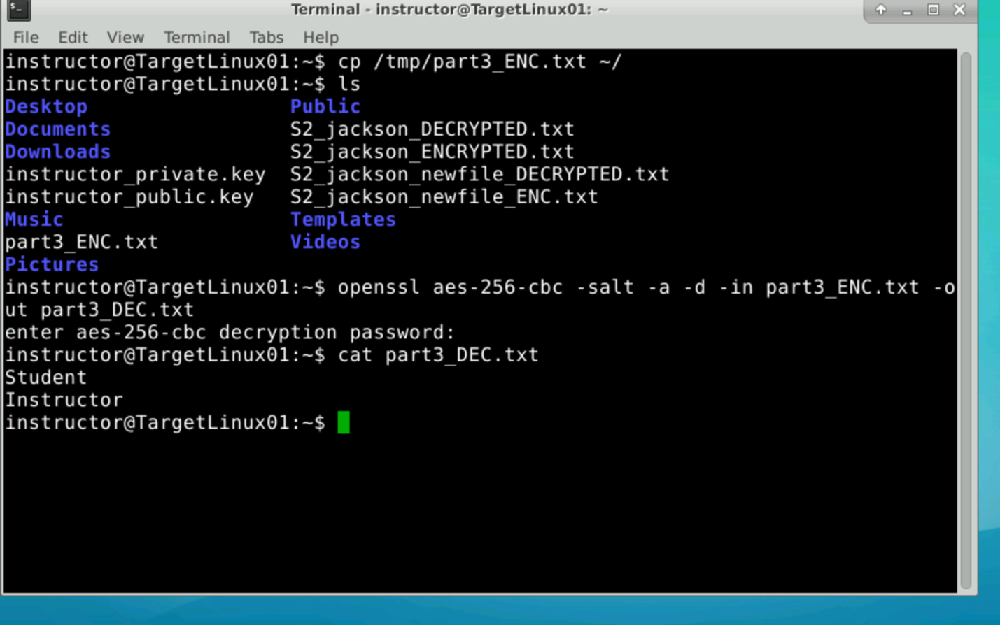 Terminal - instructor@TargetLinux01: ~
File Edit View Terminal Tabs Help
instructor@TargetLinux01:~$ cp /tmp/part3_ENC.txt ~/
instructor@TargetLinux01:~$ ls
Desktop Public
Documents S2_jackson_DECRYPTED.txt
Downloads S2_jackson_ENCRYPTED.txt
instructor_private.key S2_jackson_newfile_DECRYPTED.txt
instructor_public.key S2_jackson_newfile_ENC.txt
Music Templates
part3_ENC.txt Videos
Pictures
instructor@TargetLinux01:~$ openssl aes-256-cbc -salt -a -d -in part3_ENC.txt -o
ut part3_DEC.txt
enter aes-256-cbc decryption password:
instructor@TargetLinux01:~$ cat part3_DEC.txt
Student
Instructor
instructor@TargetLinux01:~$